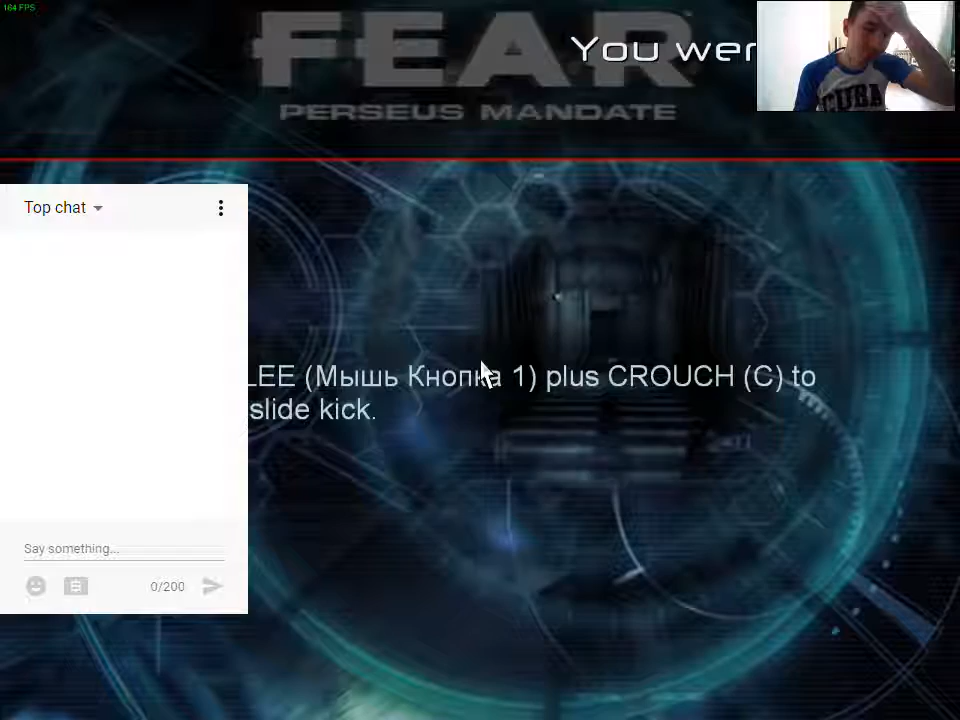 164 FPS
FEAR
PERSEUS MANDATE
You wer
CUBA
Top chat
LEE (Мышь Кнопка 1) plus CROUCH (C) to
slide kick.
Say something...
0/200